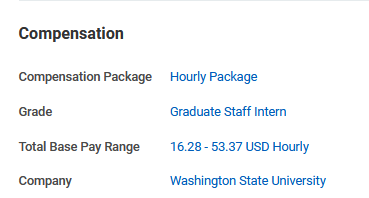 Compensation
Compensation Package Hourly Package
Grade Graduate Staff Intern
Total Base Pay Range 16.28 - 53.37 USD Hourly
Company Washington State University